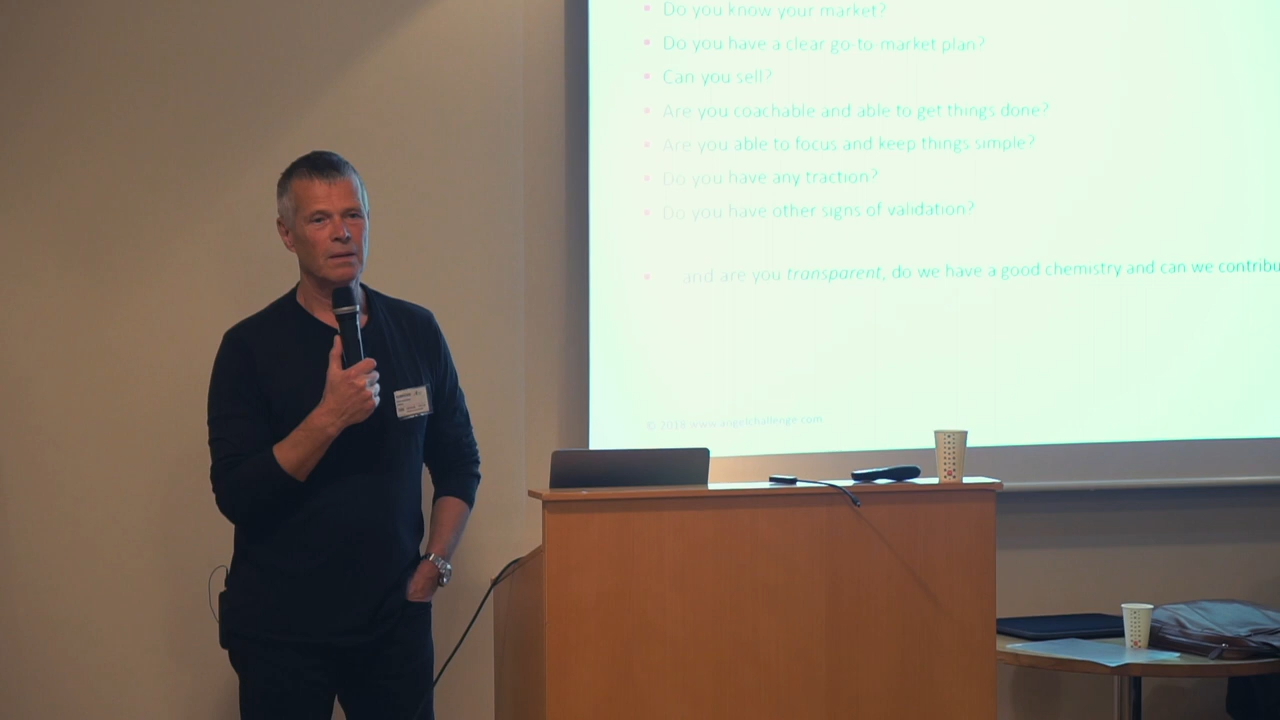 Do you know your market?
Do you have a clear go-to-market plan?
Can you sell?
Are you coachable and able to get things done?
Are you able to focus and keep things simple?
Do you have any traction?
Do you have other signs of validation?
and are you transparent, do we have a good chemistry and can we contribu
© 2016 www.angelchallenge.com